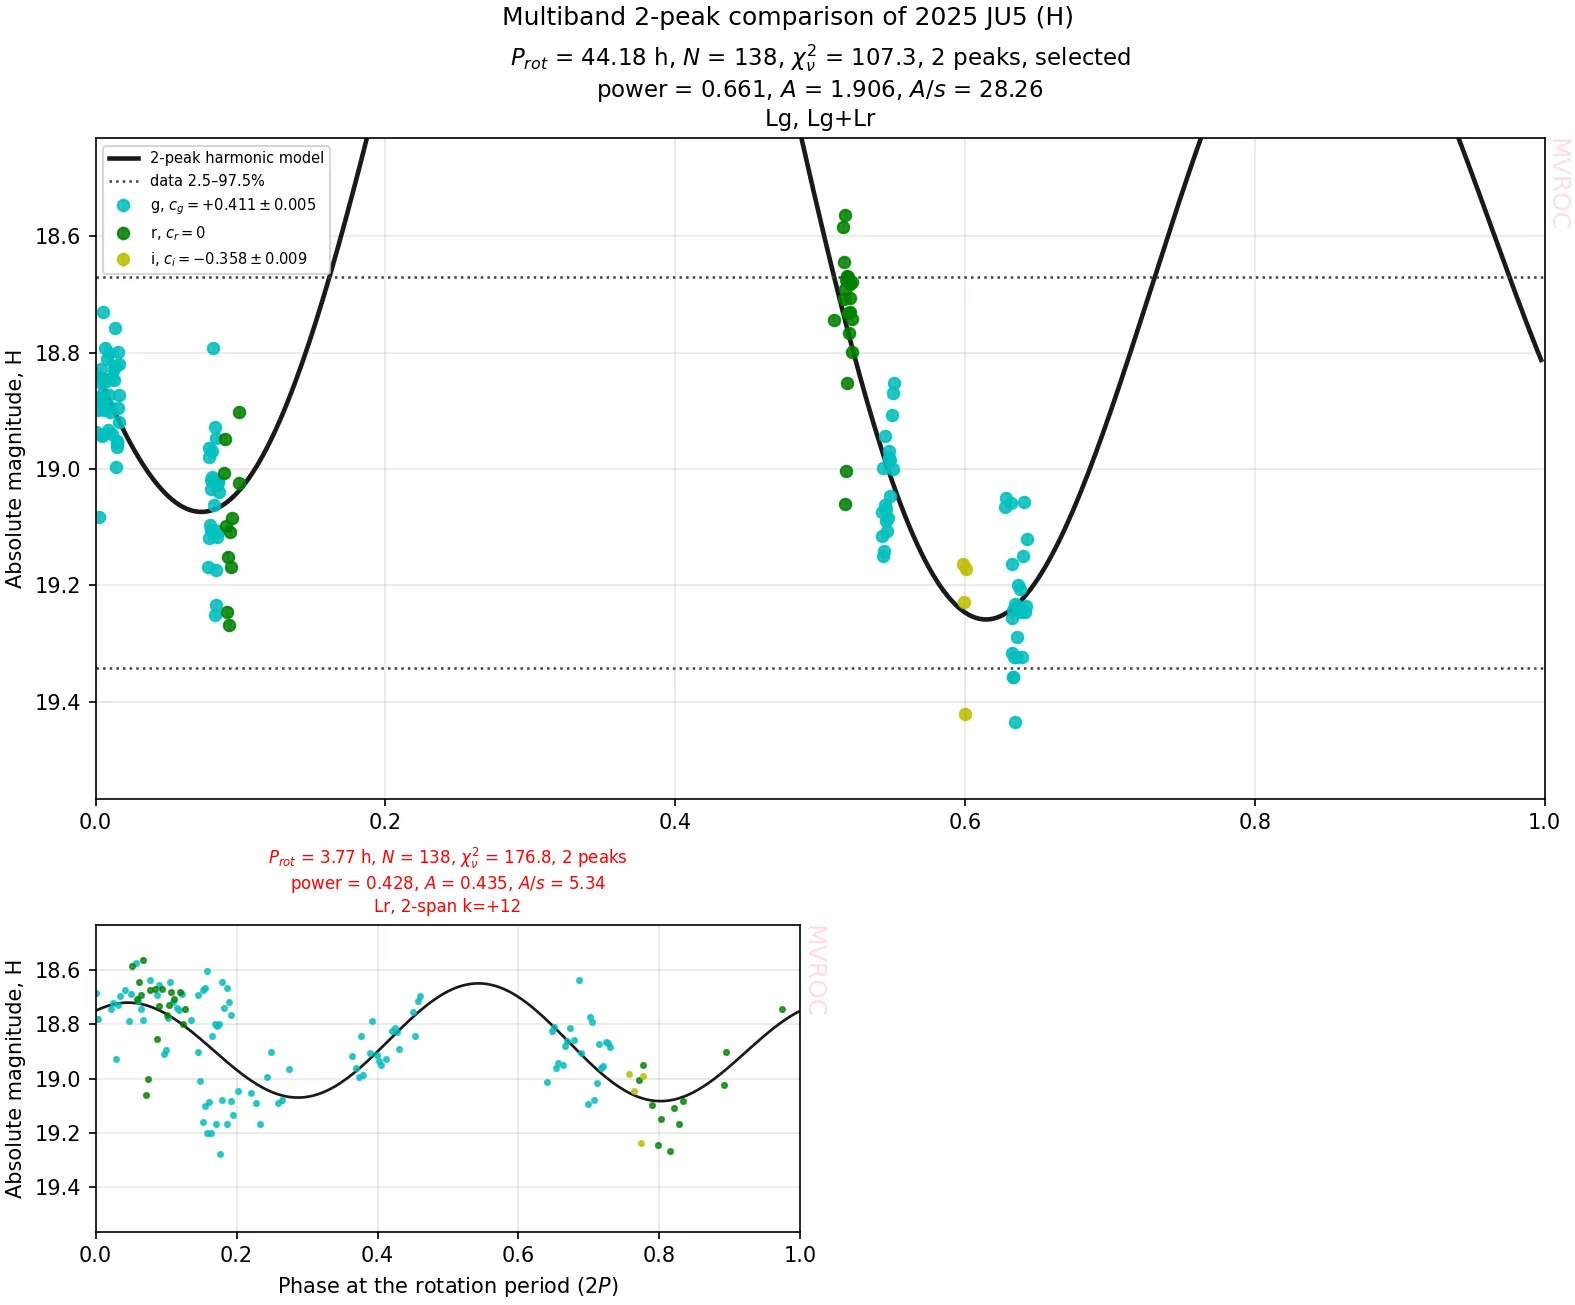 Multiband 2-peak comparison of 2025 JU5 (H)
P_rot = 44.18 h, N = 138, χ²_ν = 107.3, 2 peaks, selected
power = 0.661, A = 1.906, A/s = 28.26
Lg, Lg+Lr
2-peak harmonic model
data 2.5–97.5%
g, c_g = +0.411 ± 0.005
r, c_r = 0
i, c_i = −0.358 ± 0.009
MVROC
Absolute magnitude, H
18.6
18.8
19.0
19.2
19.4
0.0 0.2 0.4 0.6 0.8 1.0
P_rot = 3.77 h, N = 138, χ²_ν = 176.8, 2 peaks
power = 0.428, A = 0.435, A/s = 5.34
Lr, 2-span k=+12
MVROC
Absolute magnitude, H
18.6
18.8
19.0
19.2
19.4
0.0 0.2 0.4 0.6 0.8 1.0
Phase at the rotation period (2P)